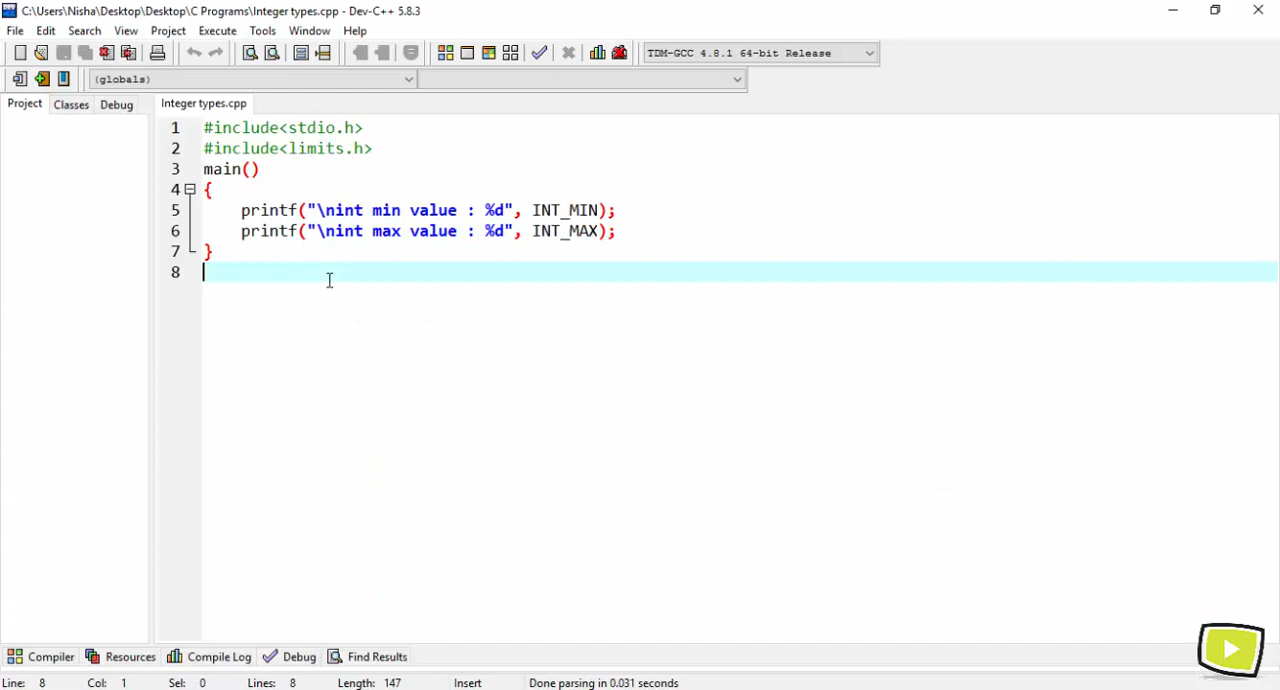 C:\Users\Nisha\Desktop\Desktop\C Programs\Integer types.cpp - Dev-C++ 5.8.3
File Edit Search View Project Execute Tools Window Help
TDM-GCC 4.8.1 64-bit Release
(globals)
Project Classes Debug Integer types.cpp
1 #include<stdio.h>
2 #include<limits.h>
3 main()
4 {
5 printf("\nint min value : %d", INT_MIN);
6 printf("\nint max value : %d", INT_MAX);
7 }
8
Compiler Resources Compile Log Debug Find Results
Line: 8 Col: 1 Sel: 0 Lines: 8 Length: 147 Insert Done parsing in 0.031 seconds